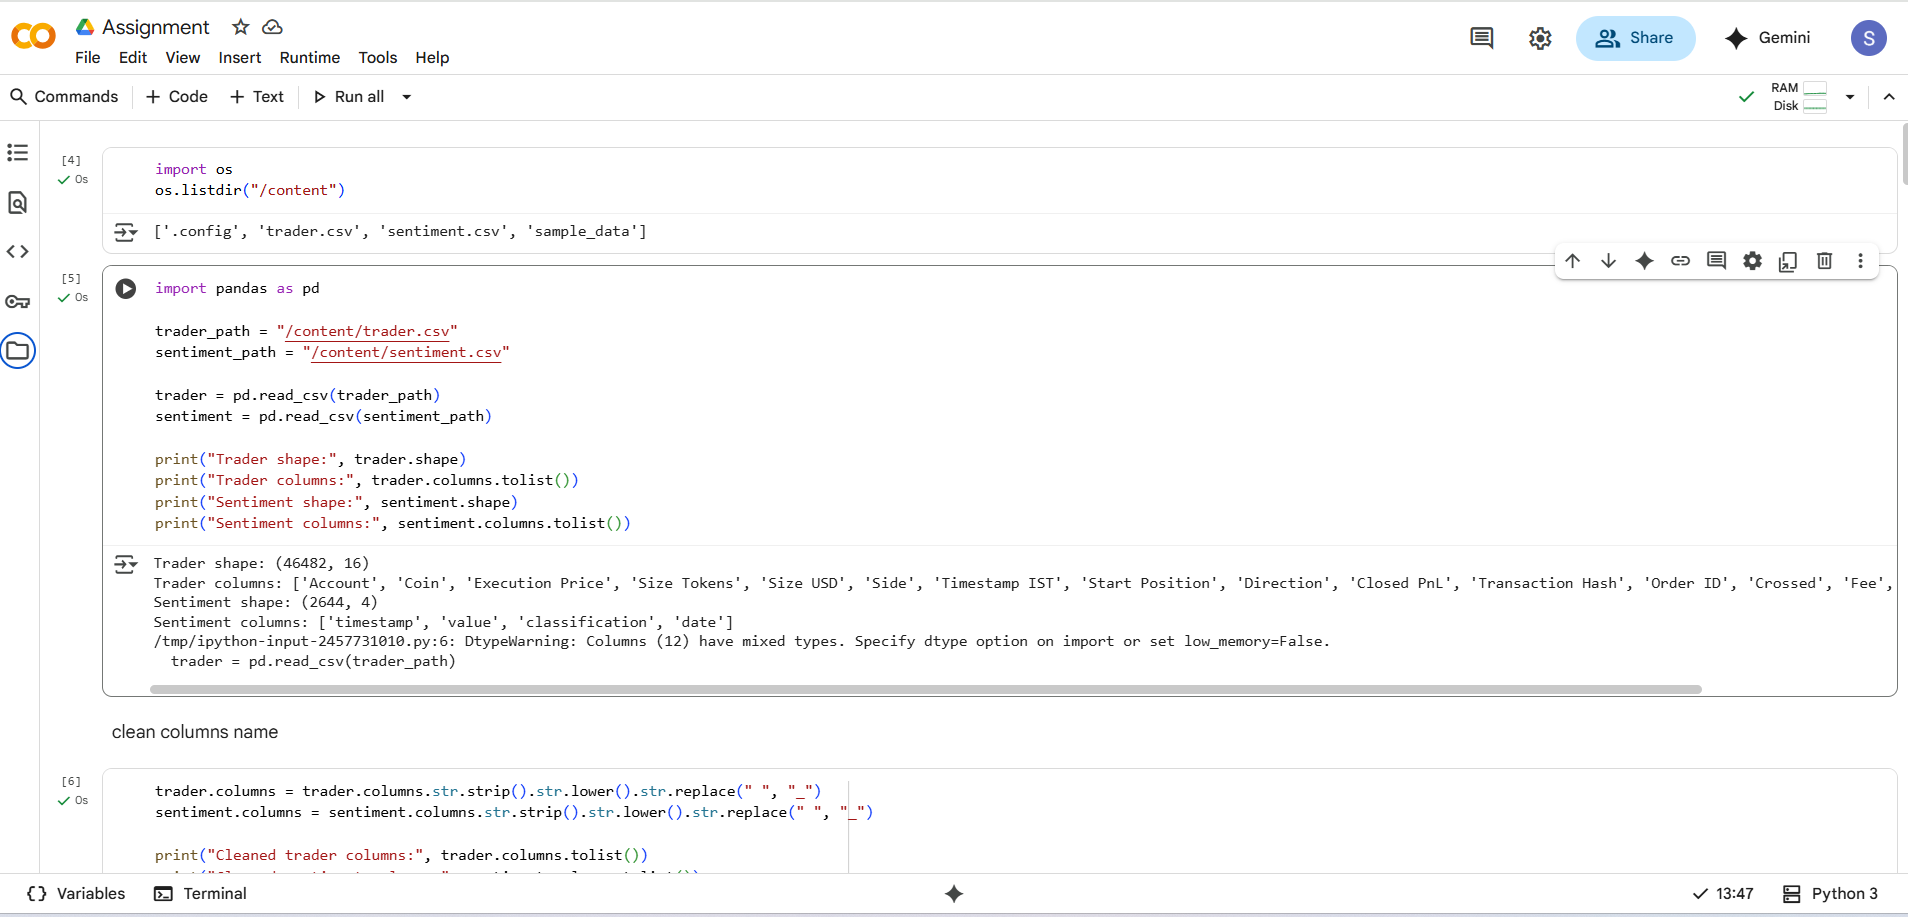 Assignment
File Edit View Insert Runtime Tools Help
Share
Gemini
S
Commands + Code + Text Run all
RAM
Disk
[4]
0s
import os
os.listdir("/content")
['.config', 'trader.csv', 'sentiment.csv', 'sample_data']
[5]
0s
import pandas as pd
trader_path = "/content/trader.csv"
sentiment_path = "/content/sentiment.csv"
trader = pd.read_csv(trader_path)
sentiment = pd.read_csv(sentiment_path)
print("Trader shape:", trader.shape)
print("Trader columns:", trader.columns.tolist())
print("Sentiment shape:", sentiment.shape)
print("Sentiment columns:", sentiment.columns.tolist())
Trader shape: (46482, 16)
Trader columns: ['Account', 'Coin', 'Execution Price', 'Size Tokens', 'Size USD', 'Side', 'Timestamp IST', 'Start Position', 'Direction', 'Closed PnL', 'Transaction Hash', 'Order ID', 'Crossed', 'Fee',
Sentiment shape: (2644, 4)
Sentiment columns: ['timestamp', 'value', 'classification', 'date']
/tmp/ipython-input-2457731010.py:6: DtypeWarning: Columns (12) have mixed types. Specify dtype option on import or set low_memory=False.
trader = pd.read_csv(trader_path)
clean columns name
[6]
0s
trader.columns = trader.columns.str.strip().str.lower().str.replace(" ", "_")
sentiment.columns = sentiment.columns.str.strip().str.lower().str.replace(" ", "_")
print("Cleaned trader columns:", trader.columns.tolist())
Variables Terminal
13:47 Python 3